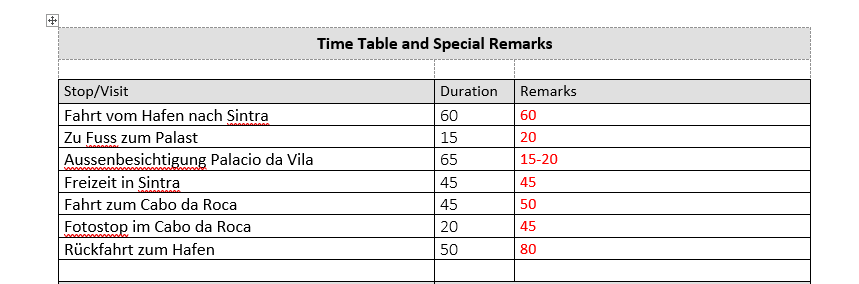 Time Table and Special Remarks
Stop/Visit Duration Remarks
Fahrt vom Hafen nach Sintra 60 60
Zu Fuss zum Palast 15 20
Aussenbesichtigung Palacio da Vila 65 15-20
Freizeit in Sintra 45 45
Fahrt zum Cabo da Roca 45 50
Fotostop im Cabo da Roca 20 45
Rückfahrt zum Hafen 50 80